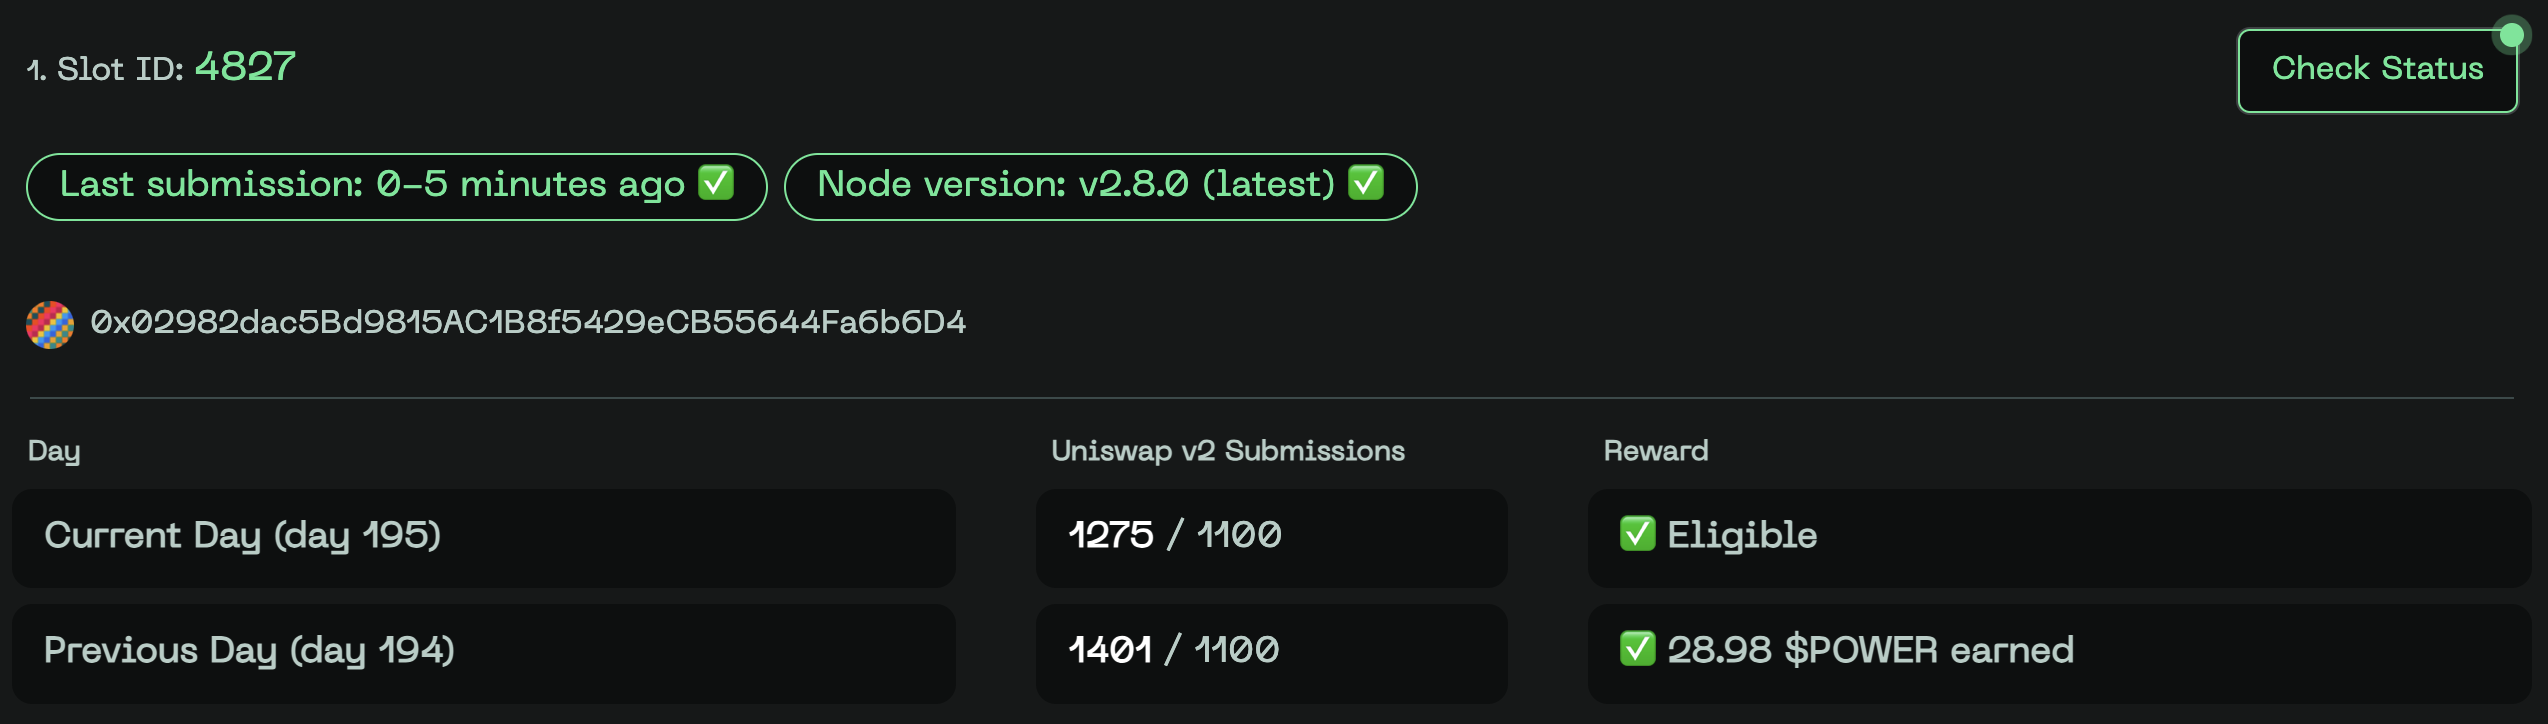 1. Slot ID: 4827
Check Status
Last submission: 0–5 minutes ago ✅
Node version: v2.8.0 (latest) ✅
0x02982dac5Bd9815AC1B8f5429eCB55644Fa6b6D4
Day
Uniswap v2 Submissions
Reward
Current Day (day 195)
1275 / 1100
✅ Eligible
Previous Day (day 194)
1401 / 1100
✅ 28.98 $POWER earned